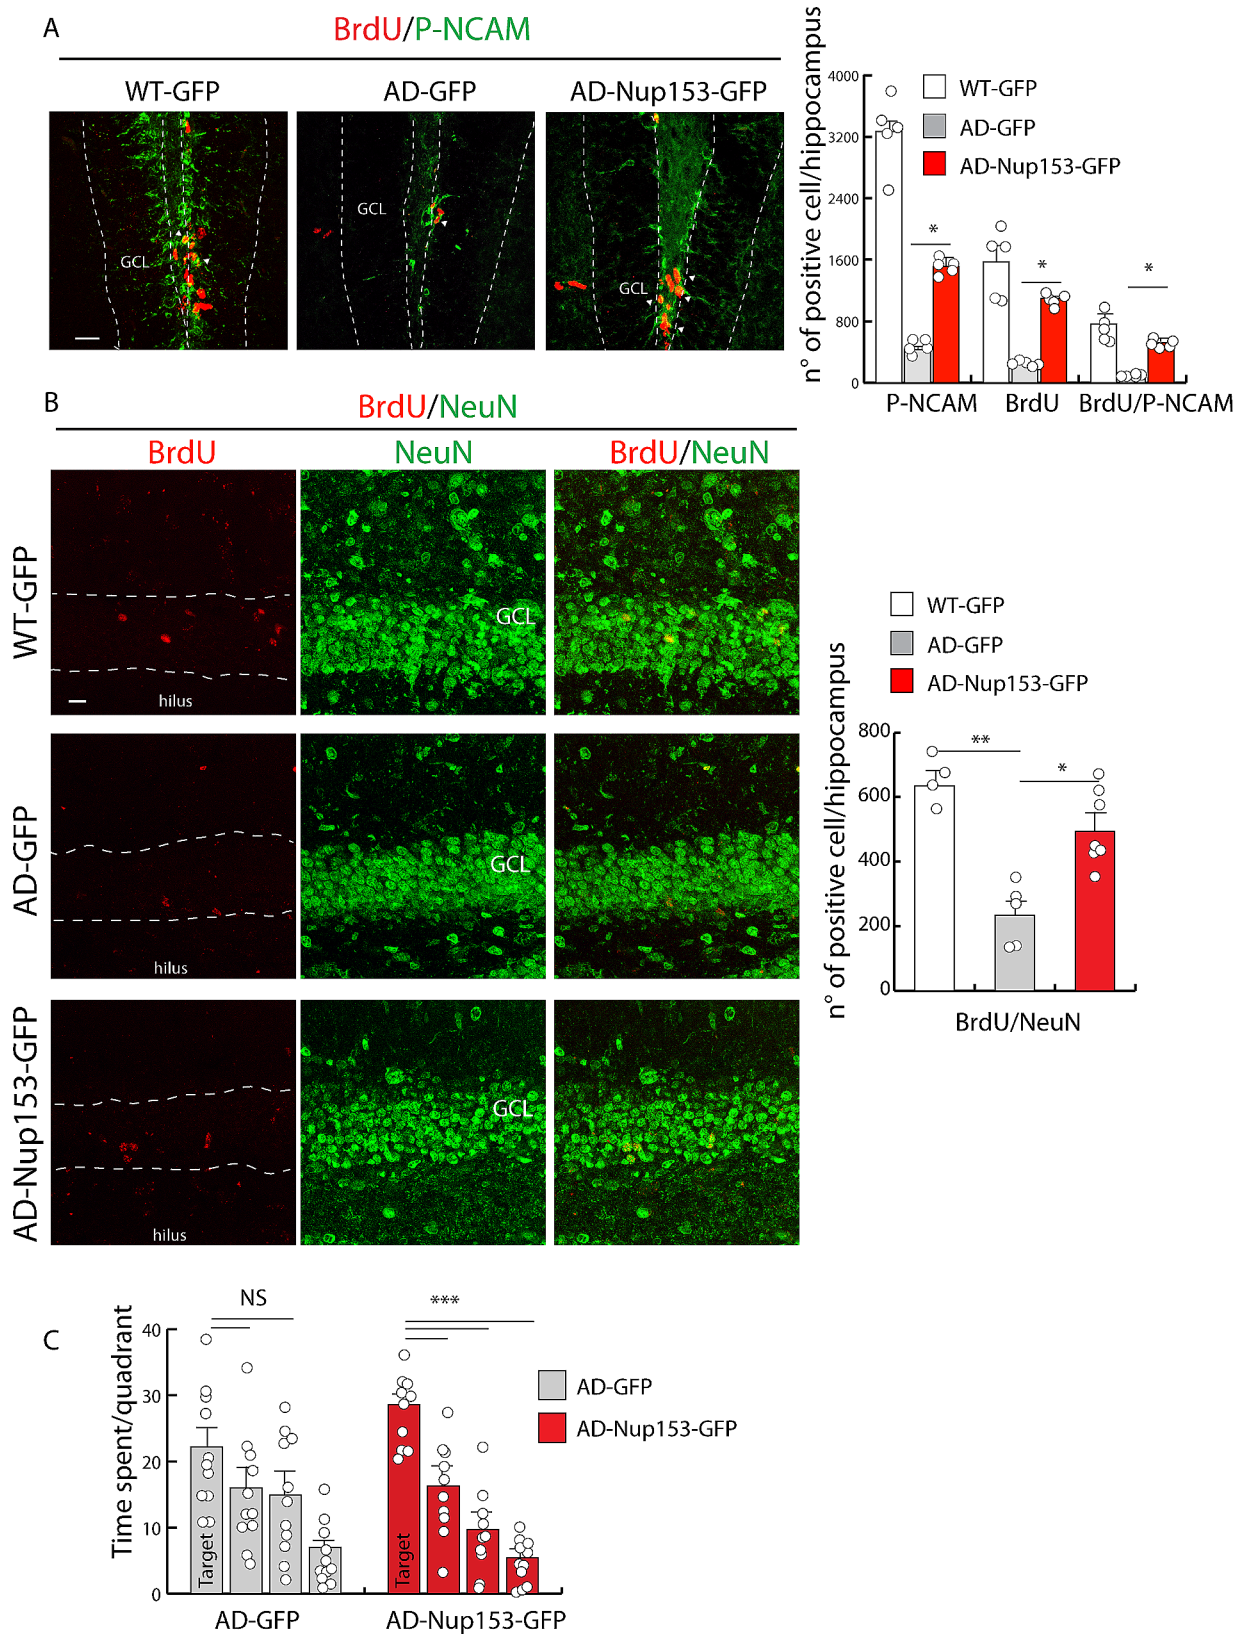 A
BrdU/P-NCAM
WT-GFP
AD-GFP
AD-Nup153-GFP
GCL
GCL
GCL
n° of positive cell/hippocampus
4000
3200
2400
1600
800
0
WT-GFP
AD-GFP
AD-Nup153-GFP
*
*
*
P-NCAM
BrdU
BrdU/P-NCAM
B
BrdU/NeuN
BrdU
NeuN
BrdU/NeuN
WT-GFP
GCL
hilus
AD-GFP
GCL
hilus
AD-Nup153-GFP
GCL
hilus
WT-GFP
AD-GFP
AD-Nup153-GFP
n° of positive cell/hippocampus
800
600
400
200
0
**
*
BrdU/NeuN
C
Time spent/quadrant
40
30
20
10
0
NS
***
Target
Target
AD-GFP
AD-Nup153-GFP
AD-GFP
AD-Nup153-GFP